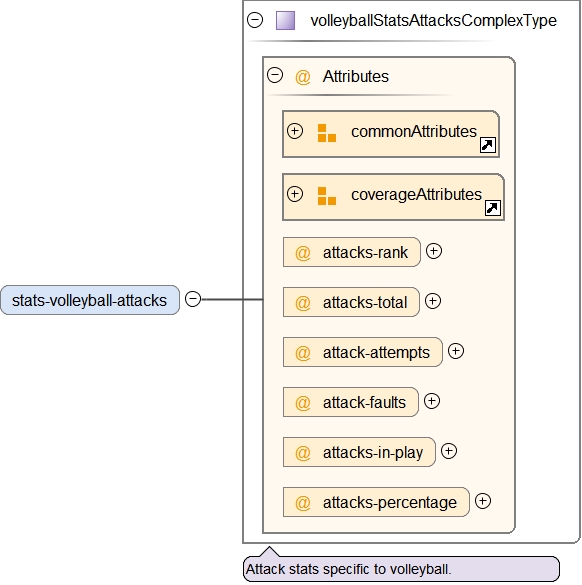 volleyballStatsAttacksComplexType
@ Attributes
commonAttributes
coverageAttributes
@ attacks-rank
stats-volleyball-attacks
@ attacks-total
@ attack-attempts
@ attack-faults
@ attacks-in-play
@ attacks-percentage
Attack stats specific to volleyball.